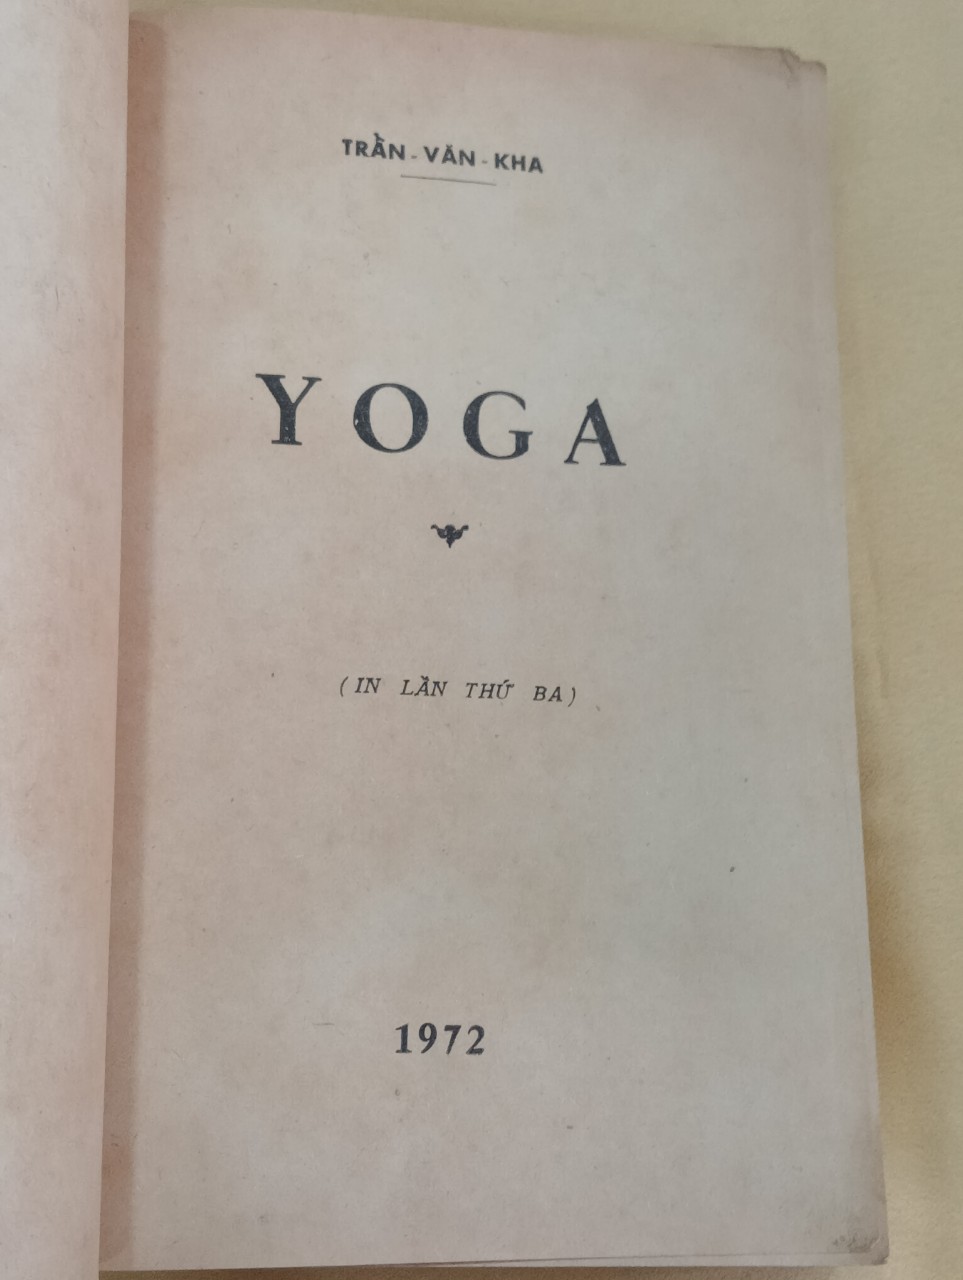 TRẦN - VĂN - KHA
YOGA
(IN LẦN THỨ BA)
1972